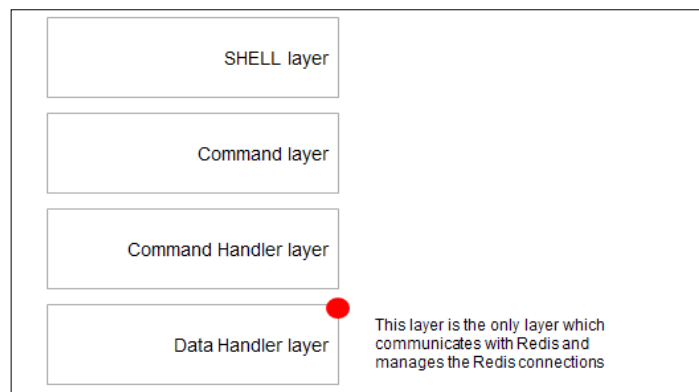 SHELL layer
Command layer
Command Handler layer
Data Handler layer
This layer is the only layer which
communicates with Redis and
manages the Redis connections